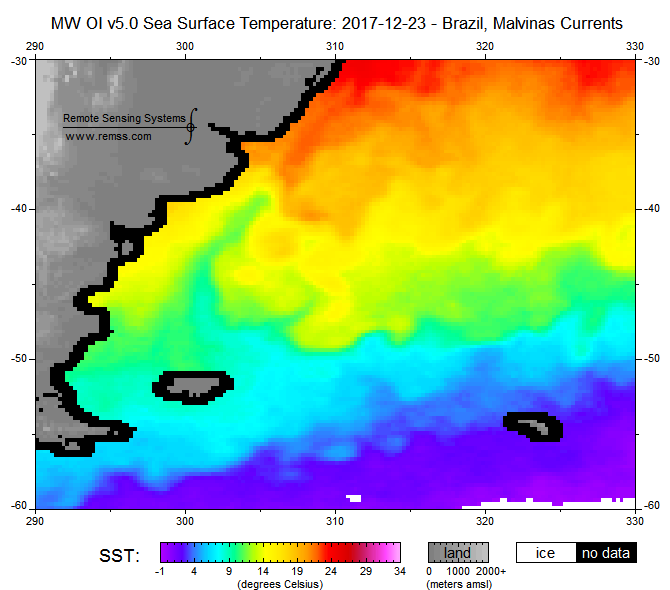 MW OI v5.0 Sea Surface Temperature: 2017-12-23 - Brazil, Malvinas Currents
290 300 310 320 330
-30 -30
Remote Sensing Systems
www.remss.com
-40 -40
-50 -50
-60 -60
290 300 310 320 330
SST: land ice no data
-1 4 9 14 19 24 29 34 0 1000 2000+
(degrees Celsius) (meters amsl)